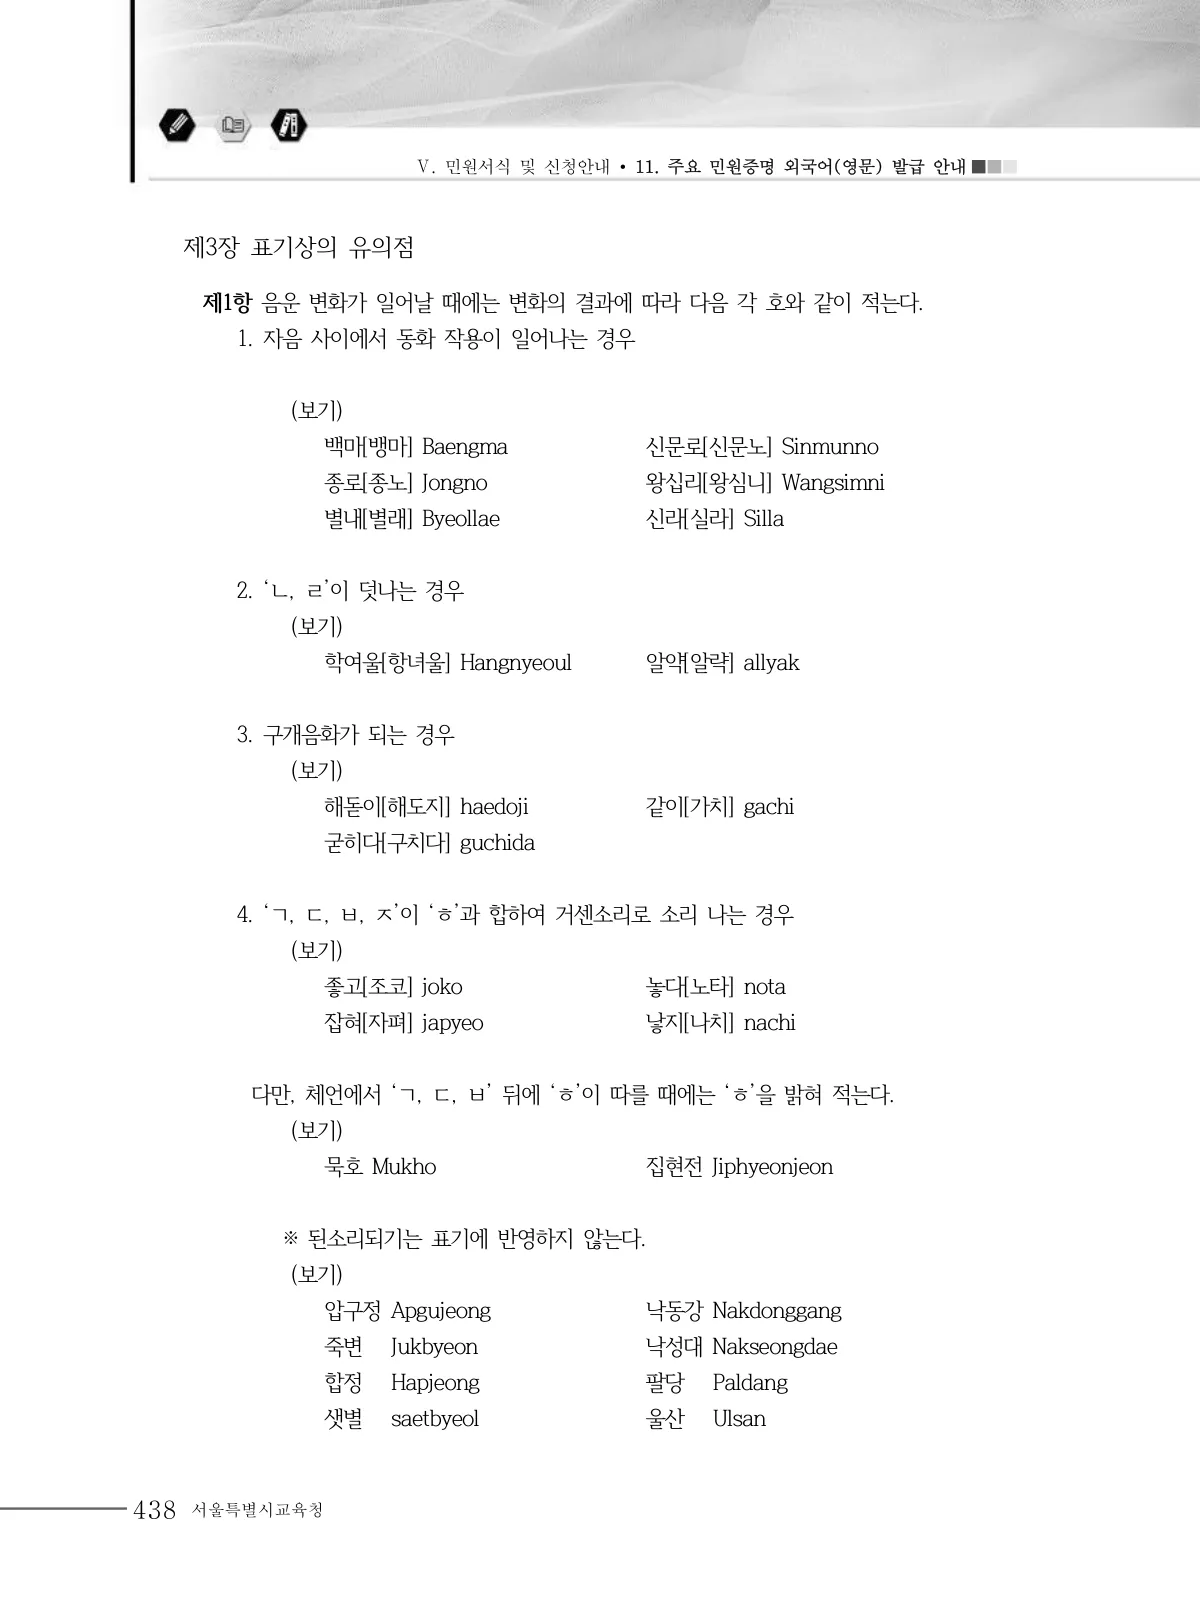 Ⅴ. 민원서식 및 신청안내 • 11. 주요 민원증명 외국어(영문) 발급 안내
제3장 표기상의 유의점
제1항 음운 변화가 일어날 때에는 변화의 결과에 따라 다음 각 호와 같이 적는다.
1. 자음 사이에서 동화 작용이 일어나는 경우
(보기)
백마[뱅마] Baengma 신문로[신문노] Sinmunno
종로[종노] Jongno 왕십리[왕심니] Wangsimni
별내[별래] Byeollae 신라[실라] Silla
2. ‘ㄴ, ㄹ’이 덧나는 경우
(보기)
학여울[항녀울] Hangnyeoul 알약[알략] allyak
3. 구개음화가 되는 경우
(보기)
해돋이[해도지] haedoji 같이[가치] gachi
굳히다[구치다] guchida
4. ‘ㄱ, ㄷ, ㅂ, ㅈ’이 ‘ㅎ’과 합하여 거센소리로 소리 나는 경우
(보기)
좋고[조코] joko 놓다[노타] nota
잡혀[자펴] japyeo 낳지[나치] nachi
다만, 체언에서 ‘ㄱ, ㄷ, ㅂ’ 뒤에 ‘ㅎ’이 따를 때에는 ‘ㅎ’을 밝혀 적는다.
(보기)
묵호 Mukho 집현전 Jiphyeonjeon
※ 된소리되기는 표기에 반영하지 않는다.
(보기)
압구정 Apgujeong 낙동강 Nakdonggang
죽변 Jukbyeon 낙성대 Nakseongdae
합정 Hapjeong 팔당 Paldang
샛별 saetbyeol 울산 Ulsan
438 서울특별시교육청